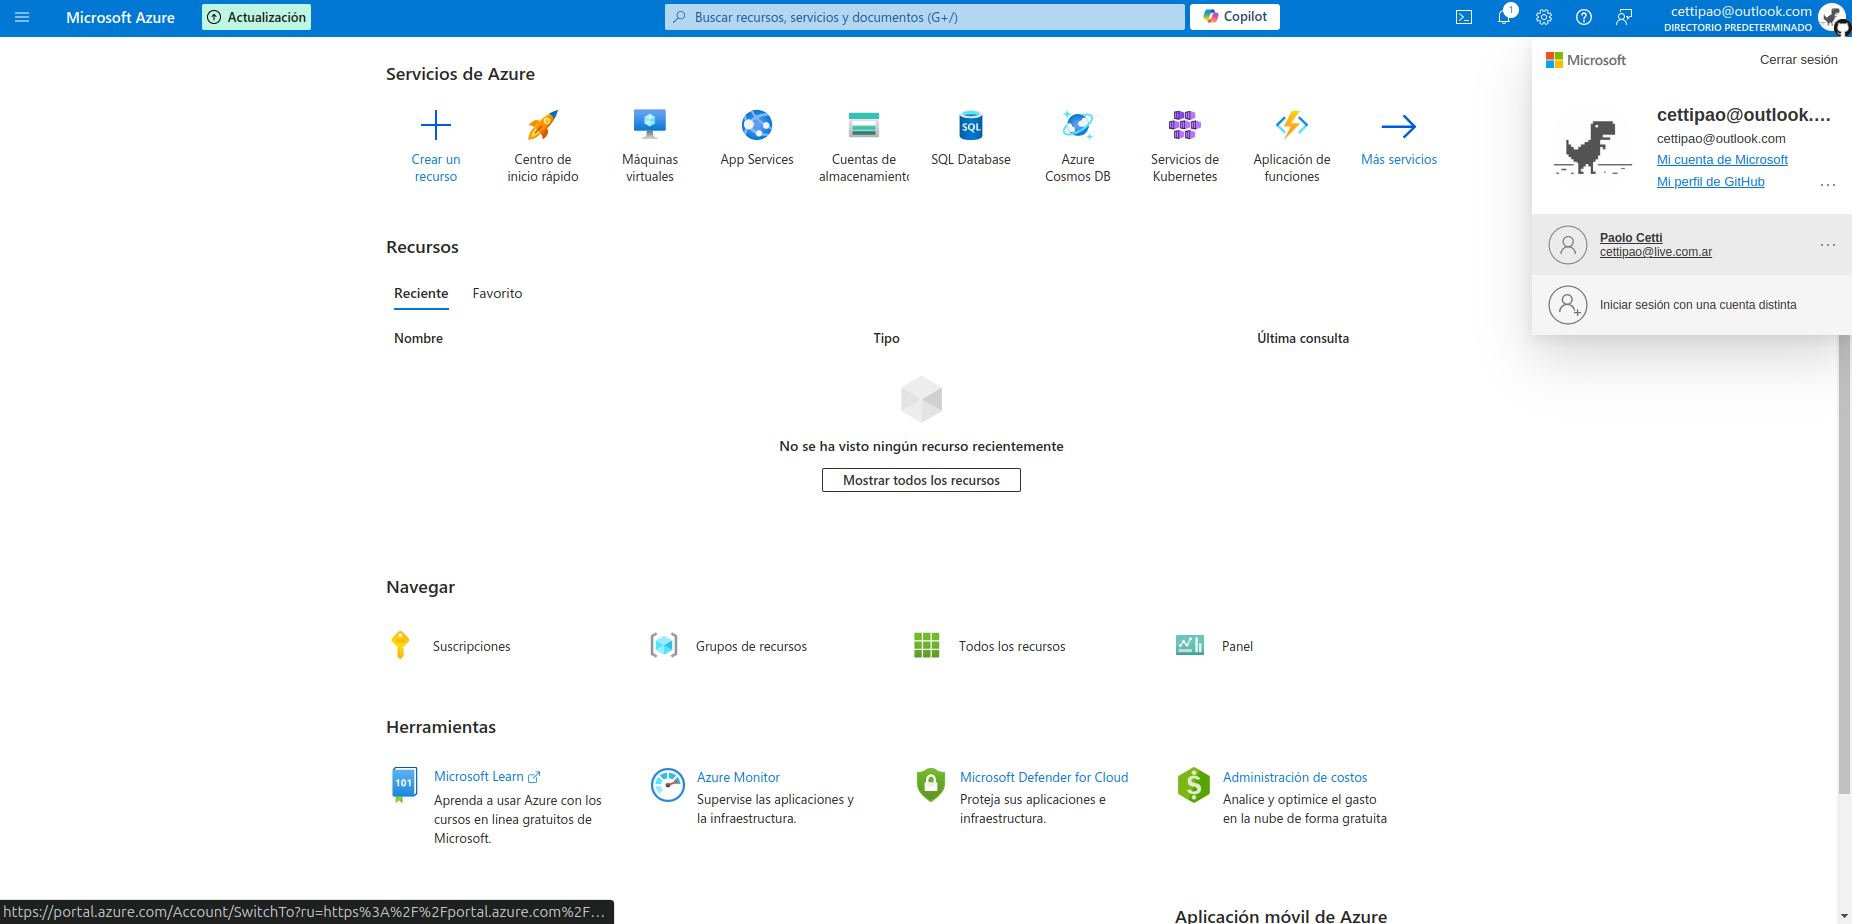 Microsoft Azure
Actualización
Buscar recursos, servicios y documentos (G+/)
Copilot
1
cettipao@outlook.com
DIRECTORIO PREDETERMINADO
Microsoft
Cerrar sesión
cettipao@outlook....
cettipao@outlook.com
Mi cuenta de Microsoft
Mi perfil de GitHub
Paolo Cetti
cettipao@live.com.ar
Iniciar sesión con una cuenta distinta
Servicios de Azure
Crear un
recurso
Centro de
inicio rápido
Máquinas
virtuales
App Services
Cuentas de
almacenamiento
SQL
SQL Database
Azure
Cosmos DB
Servicios de
Kubernetes
Aplicación de
funciones
Más servicios
Recursos
Reciente
Favorito
Nombre
Tipo
Última consulta
No se ha visto ningún recurso recientemente
Mostrar todos los recursos
Navegar
Suscripciones
Grupos de recursos
Todos los recursos
Panel
Herramientas
101
Microsoft Learn
Aprenda a usar Azure con los
cursos en línea gratuitos de
Microsoft.
Azure Monitor
Supervise las aplicaciones y
la infraestructura.
Microsoft Defender for Cloud
Proteja sus aplicaciones e
infraestructura.
Administración de costos
Analice y optimice el gasto
en la nube de forma gratuita
https://portal.azure.com/Account/SwitchTo?ru=https%3A%2F%2Fportal.azure.com%2F...
Aplicación móvil de Azure